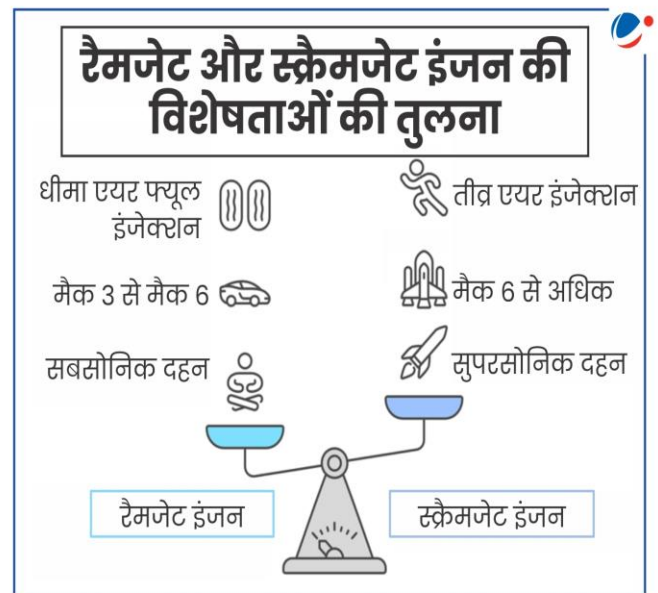 रैमजेट और स्क्रैमजेट इंजन की
विशेषताओं की तुलना
धीमा एयर फ्यूल
इंजेक्शन
तीव्र एयर इंजेक्शन
मैक 3 से मैक 6
मैक 6 से अधिक
सबसोनिक दहन
सुपरसोनिक दहन
रैमजेट इंजन
स्क्रैमजेट इंजन